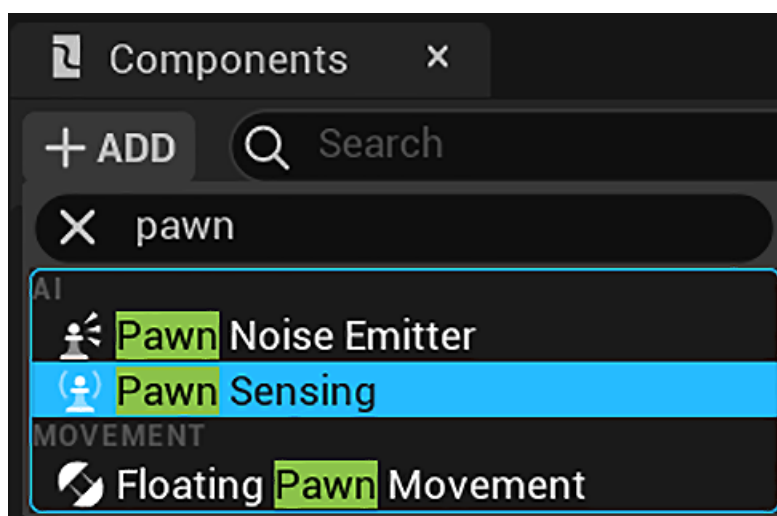 Components
ADD
Search
pawn
AI
Pawn Noise Emitter
Pawn Sensing
MOVEMENT
Floating Pawn Movement